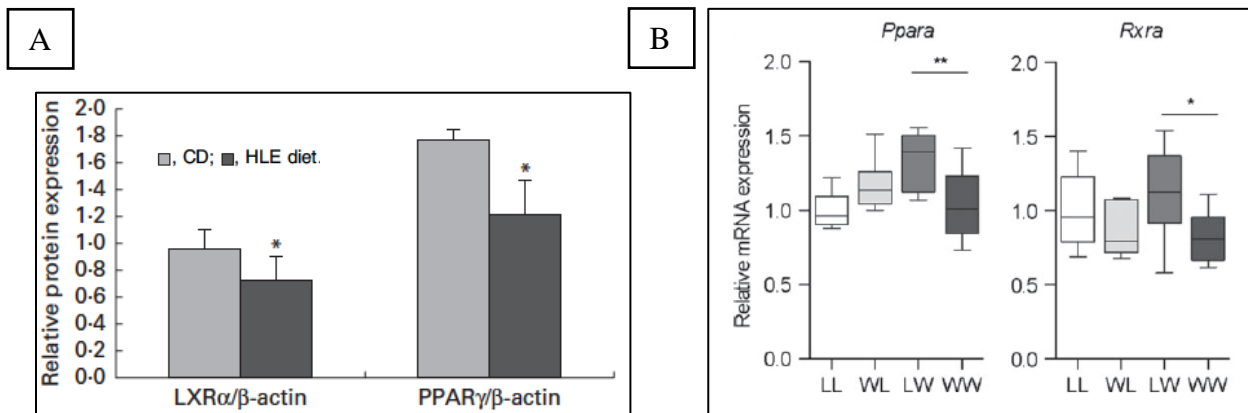 A
Relative protein expression
2·0
1·8
1·6
1·4
1·2
1·0
0·8
0·6
0·4
0·2
0·0
, CD; , HLE diet.
*
*
LXRα/β-actin PPARγ/β-actin
B
Ppara Rxra
Relative mRNA expression
2.0
1.5
1.0
0.5
0.0
**
LL WL LW WW
2.0
1.5
1.0
0.5
0.0
*
LL WL LW WW